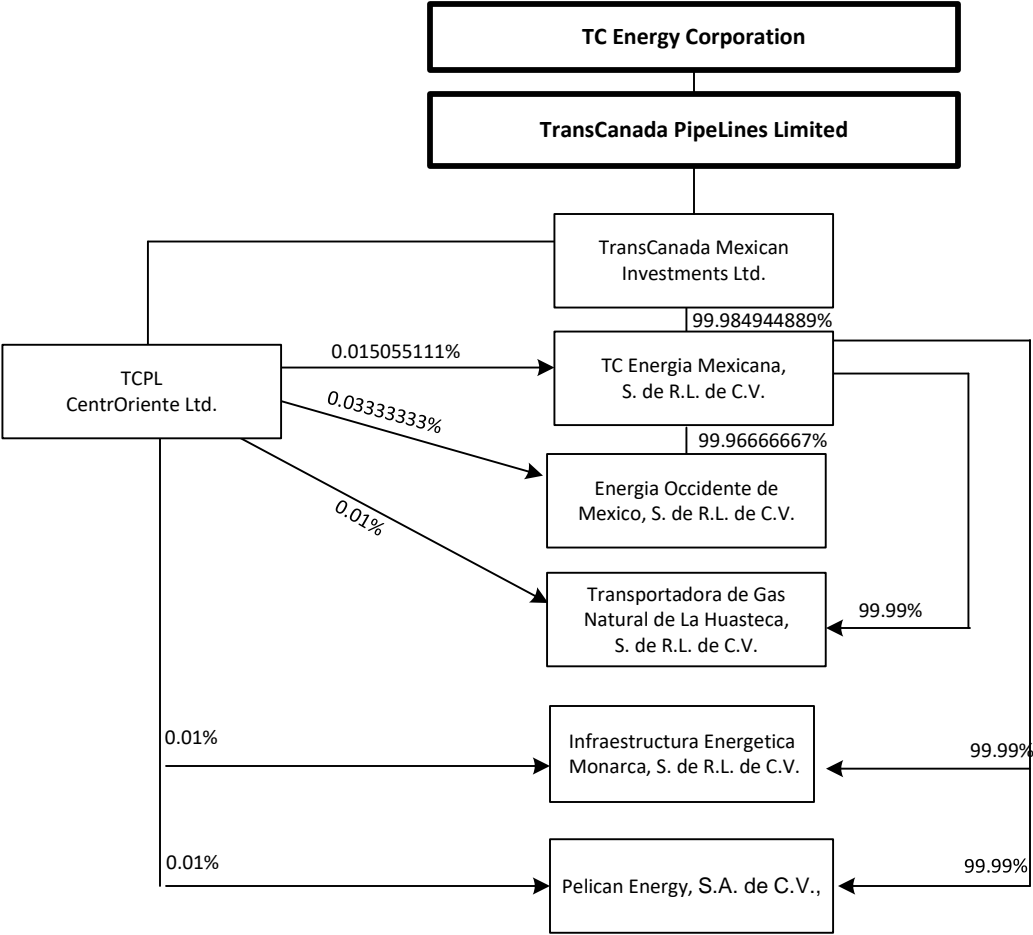 TC Energy Corporation
TransCanada PipeLines Limited
TransCanada Mexican
Investments Ltd.
99.984944889%
0.015055111%
TCPL
CentrOriente Ltd.
TC Energia Mexicana,
S. de R.L. de C.V.
0.03333333%
99.96666667%
Energia Occidente de
Mexico, S. de R.L. de C.V.
0.01%
Transportadora de Gas
Natural de La Huasteca,
S. de R.L. de C.V.
99.99%
0.01%
Infraestructura Energetica
Monarca, S. de R.L. de C.V.
99.99%
0.01%
Pelican Energy, S.A. de C.V.,
99.99%